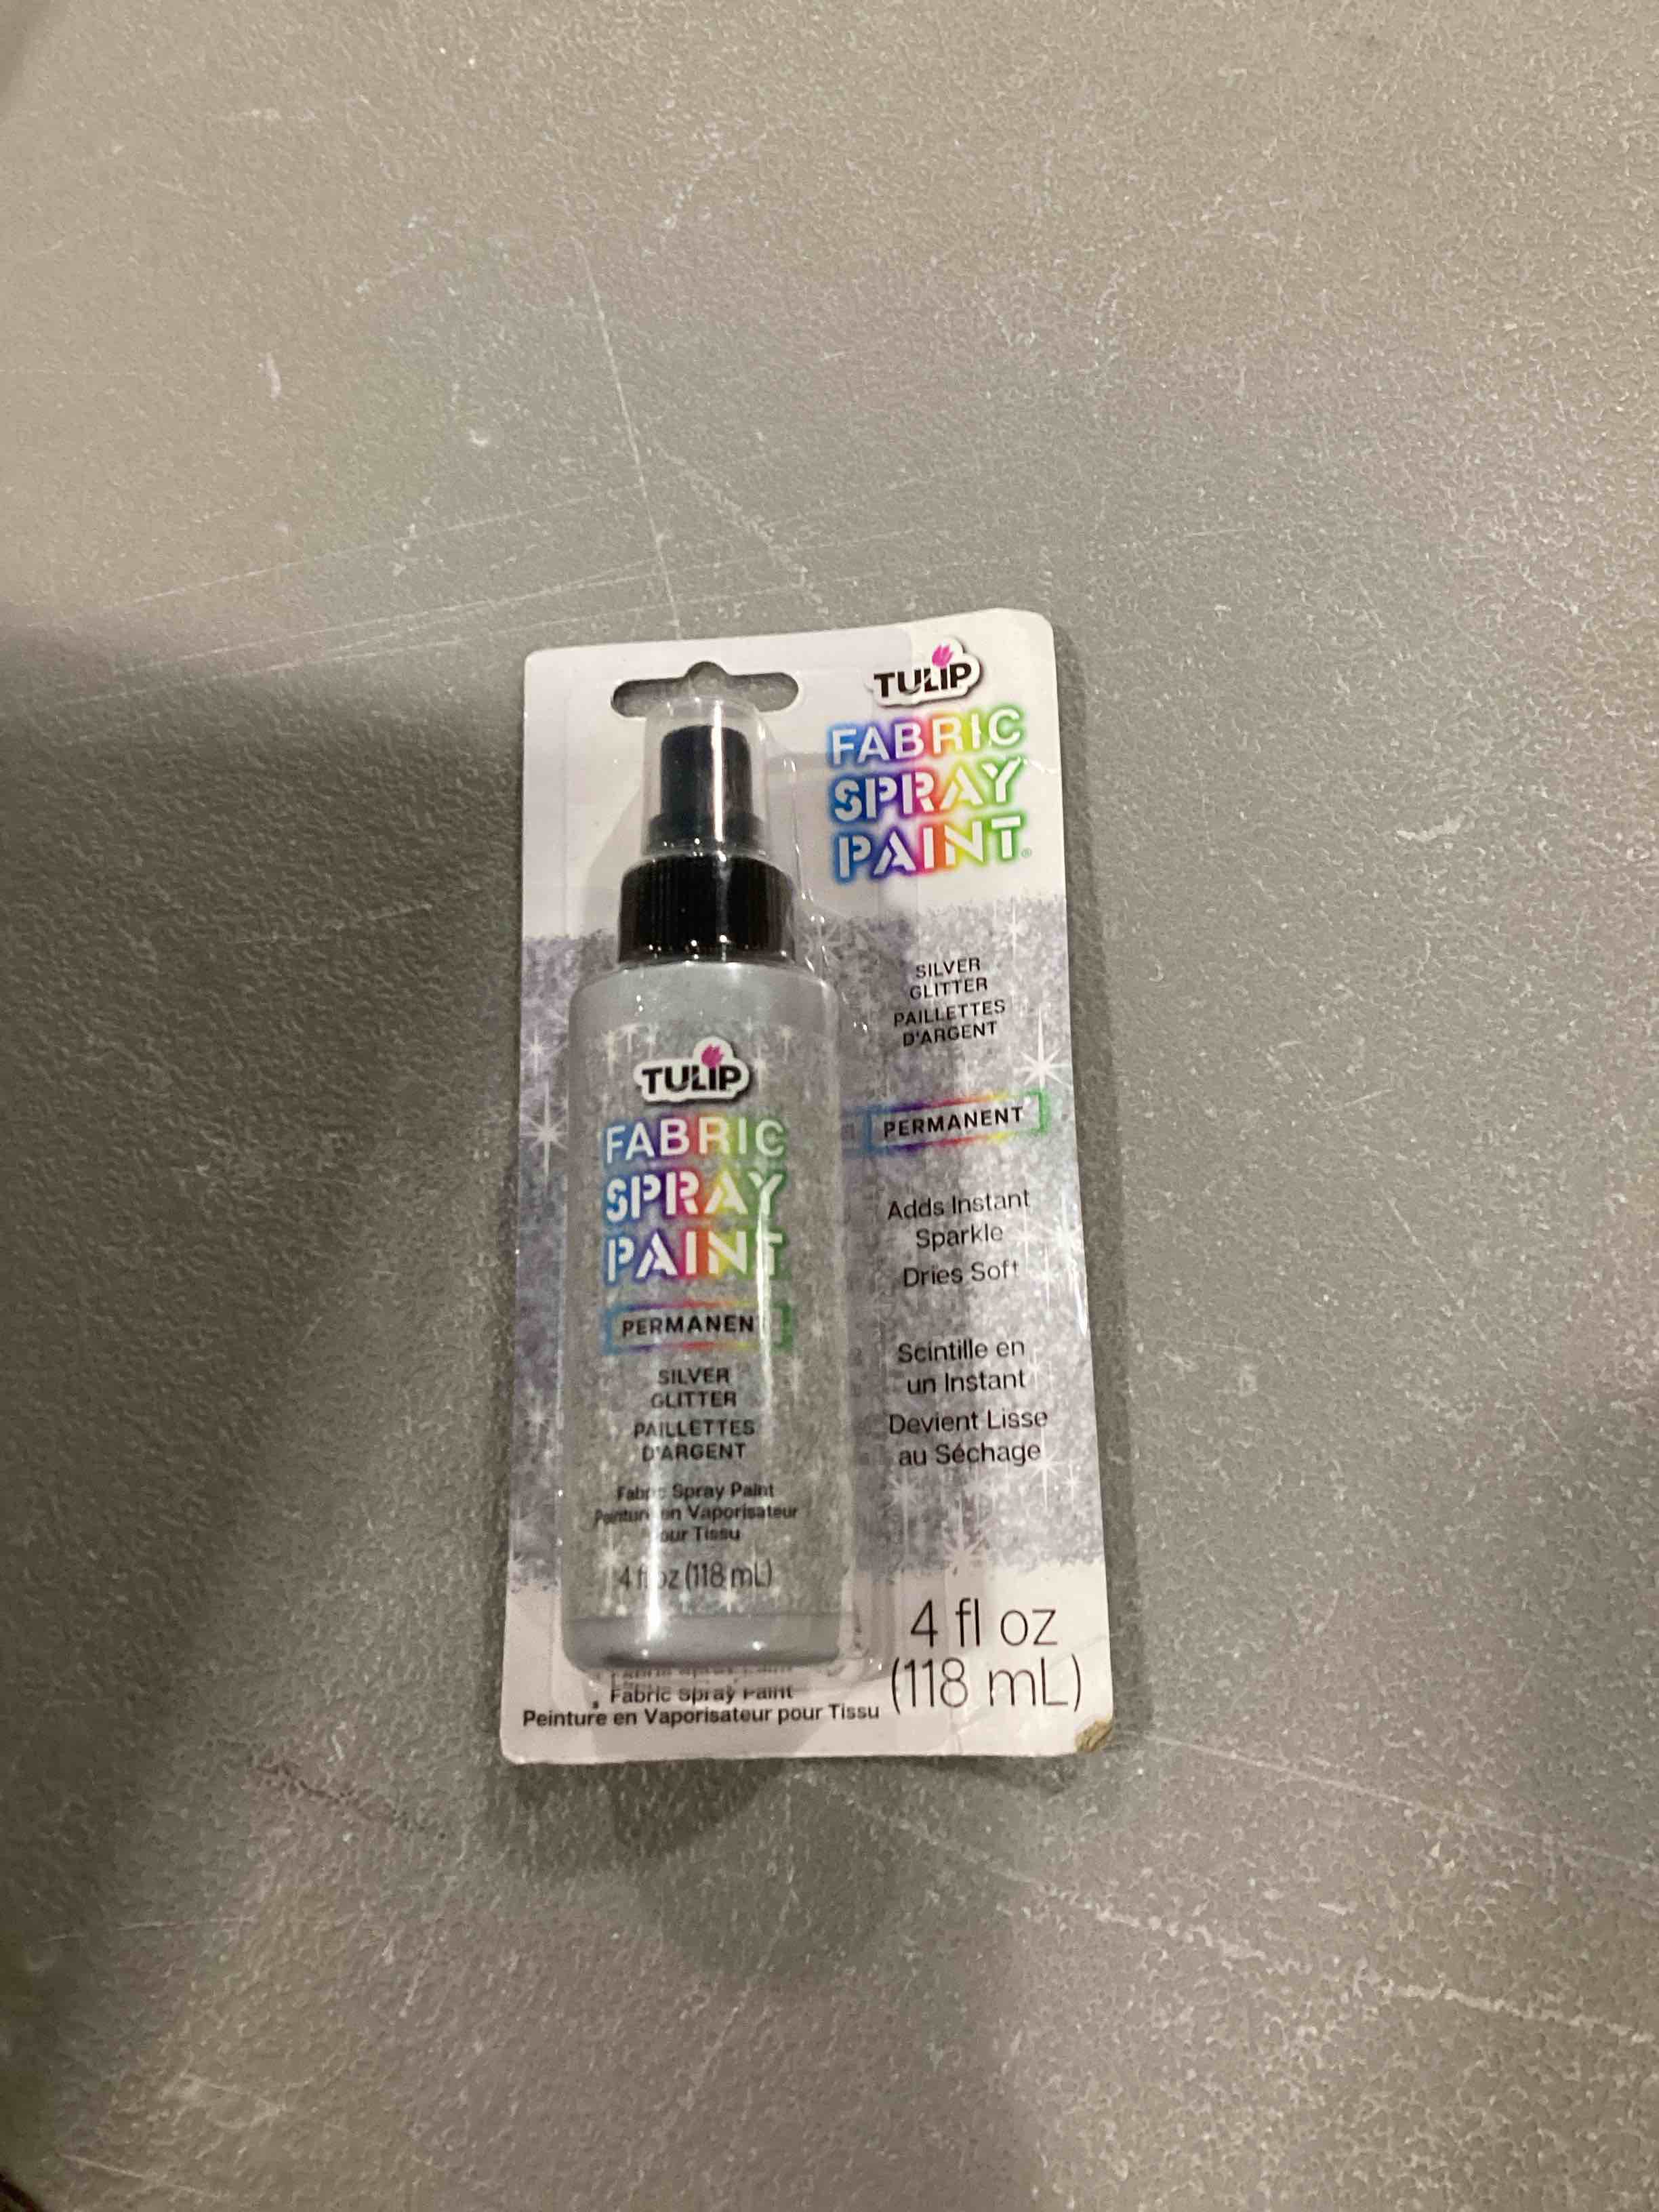 TULIP
FABRIC
SPRAY
PAINT®
SILVER
GLITTER
PAILLETTES
D'ARGENT
PERMANENT
Adds Instant
Sparkle
Dries Soft
Scintille en
un Instant
Devient Lisse
au Séchage
4 fl oz
(118 mL)
TULIP
FABRIC
SPRAY
PAINT
PERMANENT
SILVER
GLITTER
PAILLETTES
D'ARGENT
Fabric Spray Paint
Peinture en Vaporisateur
pour Tissu
4 fl oz (118 mL)
Fabric Spray Paint
Peinture en Vaporisateur pour Tissu